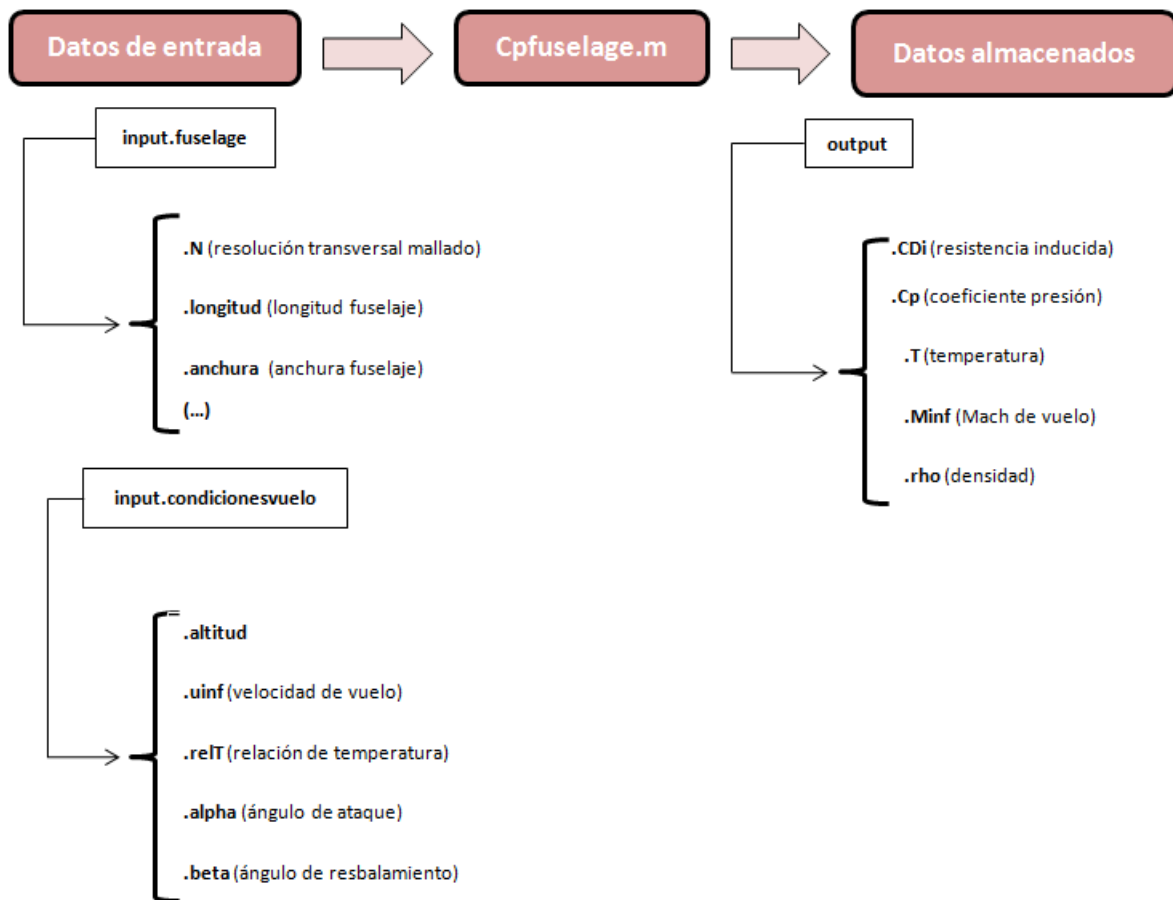 Datos de entrada
Cpfuselage.m
Datos almacenados
input.fuselage
.N (resolución transversal mallado)
.longitud (longitud fuselaje)
.anchura (anchura fuselaje)
(...)
input.condicionesvuelo
.altitud
.uinf (velocidad de vuelo)
.relT (relación de temperatura)
.alpha (ángulo de ataque)
.beta (ángulo de resbalamiento)
output
.CDi (resistencia inducida)
.Cp (coeficiente presión)
.T (temperatura)
.Minf (Mach de vuelo)
.rho (densidad)